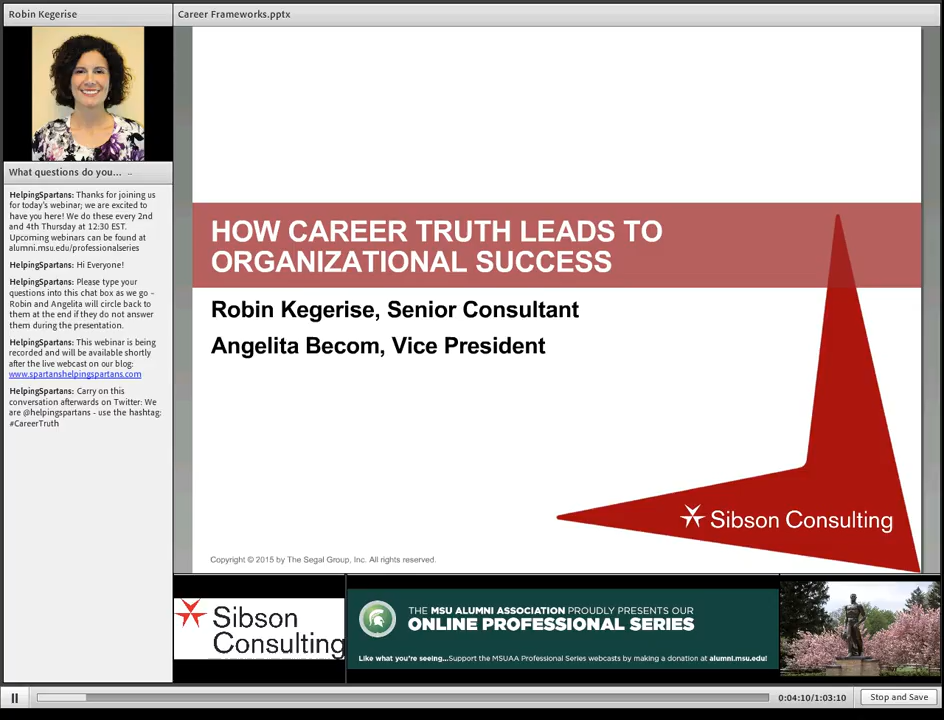 Robin Kegerise
Career Frameworks.pptx
What questions do you... ...
HelpingSpartans: Thanks for joining us
for today's webinar; we are excited to
have you here! We do these every 2nd
and 4th Thursday at 12:30 EST.
Upcoming webinars can be found at
alumni.msu.edu/professionalseries
HelpingSpartans: Hi Everyone!
HelpingSpartans: Please type your
questions into this chat box as we go –
Robin and Angelita will circle back to
them at the end if they do not answer
them during the presentation.
HelpingSpartans: This webinar is being
recorded and will be available shortly
after the live webcast on our blog:
www.spartanshelpingspartans.com
HelpingSpartans: Carry on this
conversation afterwards on Twitter: We
are @helpingspartans - use the hashtag:
#CareerTruth
HOW CAREER TRUTH LEADS TO
ORGANIZATIONAL SUCCESS
Robin Kegerise, Senior Consultant
Angelita Becom, Vice President
Sibson Consulting
Copyright © 2015 by The Segal Group, Inc. All rights reserved.
Sibson
Consulting
THE MSU ALUMNI ASSOCIATION PROUDLY PRESENTS OUR
ONLINE PROFESSIONAL SERIES
Like what you're seeing...Support the MSUAA Professional Series webcasts by making a donation at alumni.msu.edu!
0:04:10/1:03:10
Stop and Save